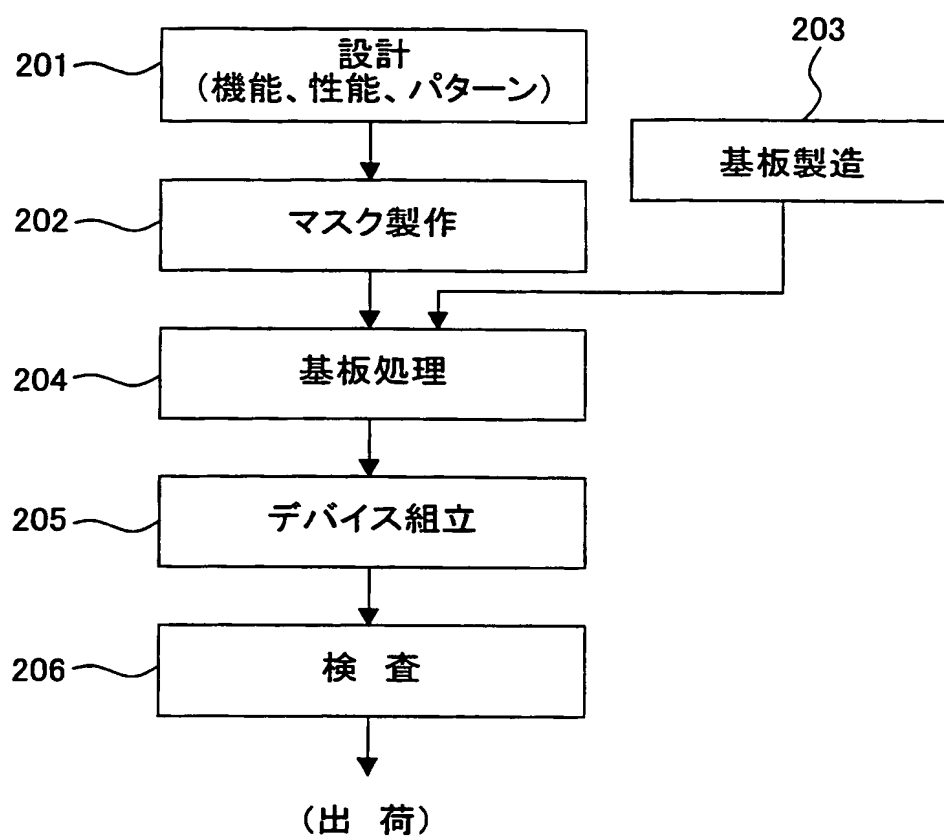 203
201
設計
(機能、性能、パターン)
基板製造
202
マスク製作
204
基板処理
205
デバイス組立
206
検 査
(出 荷)